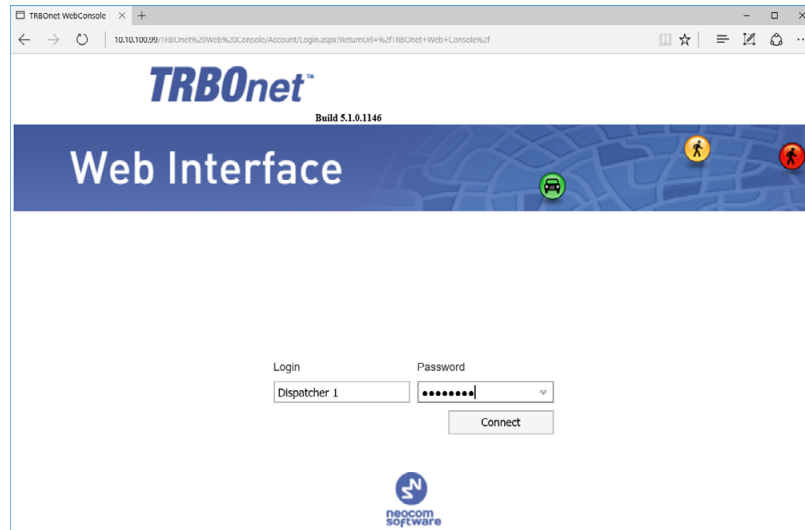 TRBOnet WebConsole
10.10.100.99/TRBOnet%20Web%20Console/Account/Login.aspx?ReturnUrl=%2fTRBOnet+Web+Console%2f
TRBOnet™
Build 5.1.0.1146
Web Interface
Login
Password
Dispatcher 1
Connect
neocom
software